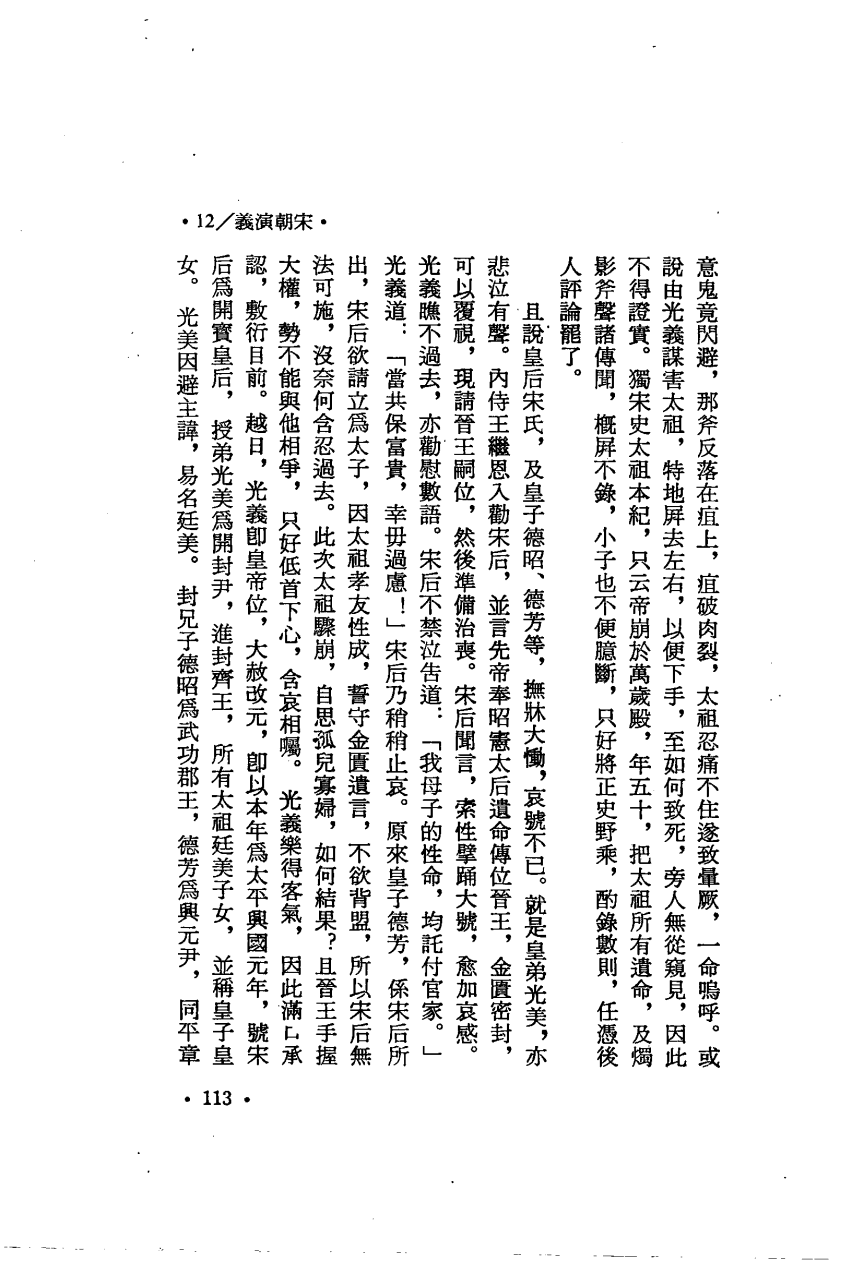 •12／義演朝宋•
意鬼竟閃避，那斧反落在疽上，疽破肉裂，太祖忍痛不住遂致暈厥，一命嗚呼。或
說由光義謀害太祖，特地屏去左右，以便下手，至如何致死，旁人無從窺見，因此
不得證實。獨宋史太祖本紀，只云帝崩於萬歲殿，年五十，把太祖所有遺命，及燭
影斧聲諸傳聞，概屏不錄，小子也不便臆斷，只好將正史野乘，酌錄數則，任憑後
人評論罷了。
且說皇后宋氏，及皇子德昭、德芳等，撫牀大慟，哀號不已。就是皇弟光美，亦
悲泣有聲。內侍王繼恩入勸宋后，並言先帝奉昭憲太后遺命傳位晉王，金匱密封，
可以覆視，現請晉王嗣位，然後準備治喪。宋后聞言，索性擘踊大號，愈加哀感。
光義瞧不過去，亦勸慰數語。宋后不禁泣告道：「我母子的性命，均託付官家。」
光義道：「當共保富貴，幸毋過慮！」宋后乃稍稍止哀。原來皇子德芳，係宋后所
出，宋后欲請立爲太子，因太祖孝友性成，誓守金匱遺言，不欲背盟，所以宋后無
法可施，沒奈何含忍過去。此次太祖驟崩，自思孤兒寡婦，如何結果？且晉王手握
大權，勢不能與他相爭，只好低首下心，含哀相囑。光義樂得客氣，因此滿口承
認，敷衍目前。越日，光義卽皇帝位，大赦改元，卽以本年爲太平興國元年，號宋
后爲開寶皇后，授弟光美爲開封尹，進封齊王，所有太祖廷美子女，並稱皇子皇
女。光美因避主諱，易名廷美。封兄子德昭爲武功郡王，德芳爲興元尹，同平章
•113•